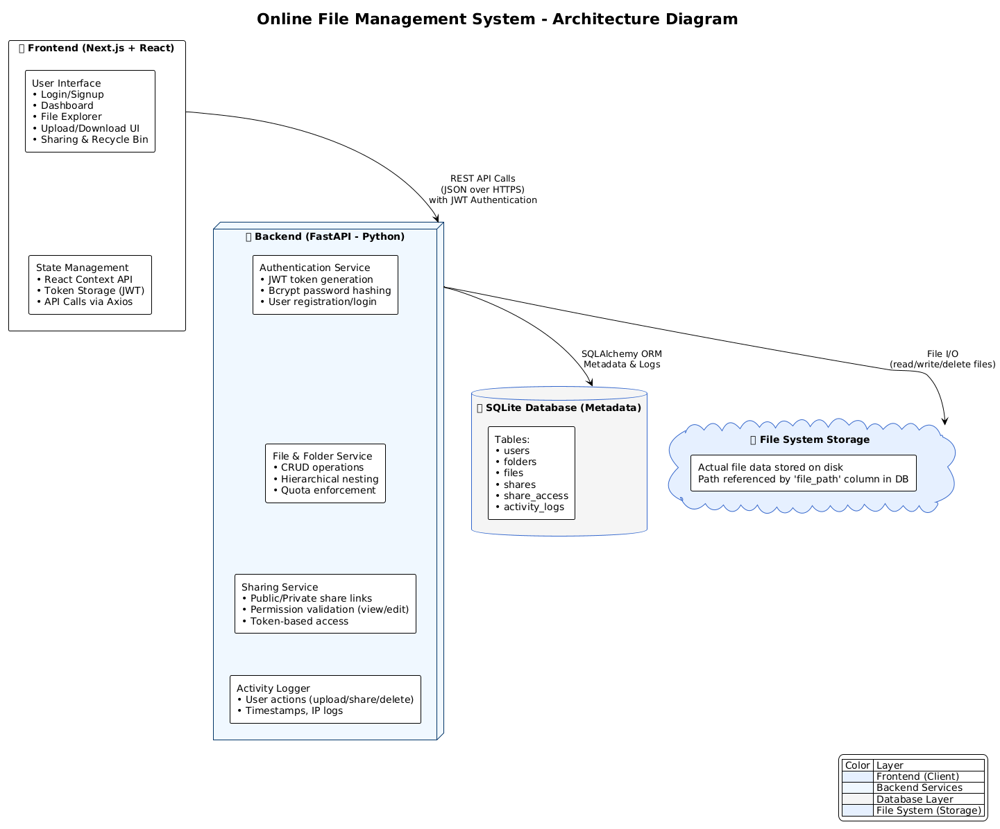 Online File Management System - Architecture Diagram
Frontend (Next.js + React)
User Interface
• Login/Signup
• Dashboard
• File Explorer
• Upload/Download UI
• Sharing & Recycle Bin
State Management
• React Context API
• Token Storage (JWT)
• API Calls via Axios
REST API Calls
(JSON over HTTPS)
with JWT Authentication
Backend (FastAPI - Python)
Authentication Service
• JWT token generation
• Bcrypt password hashing
• User registration/login
File & Folder Service
• CRUD operations
• Hierarchical nesting
• Quota enforcement
Sharing Service
• Public/Private share links
• Permission validation (view/edit)
• Token-based access
Activity Logger
• User actions (upload/share/delete)
• Timestamps, IP logs
SQLAlchemy ORM
Metadata & Logs
SQLite Database (Metadata)
Tables:
• users
• folders
• files
• shares
• share_access
• activity_logs
File I/O
(read/write/delete files)
File System Storage
Actual file data stored on disk
Path referenced by 'file_path' column in DB
Color Layer
Frontend (Client)
Backend Services
Database Layer
File System (Storage)